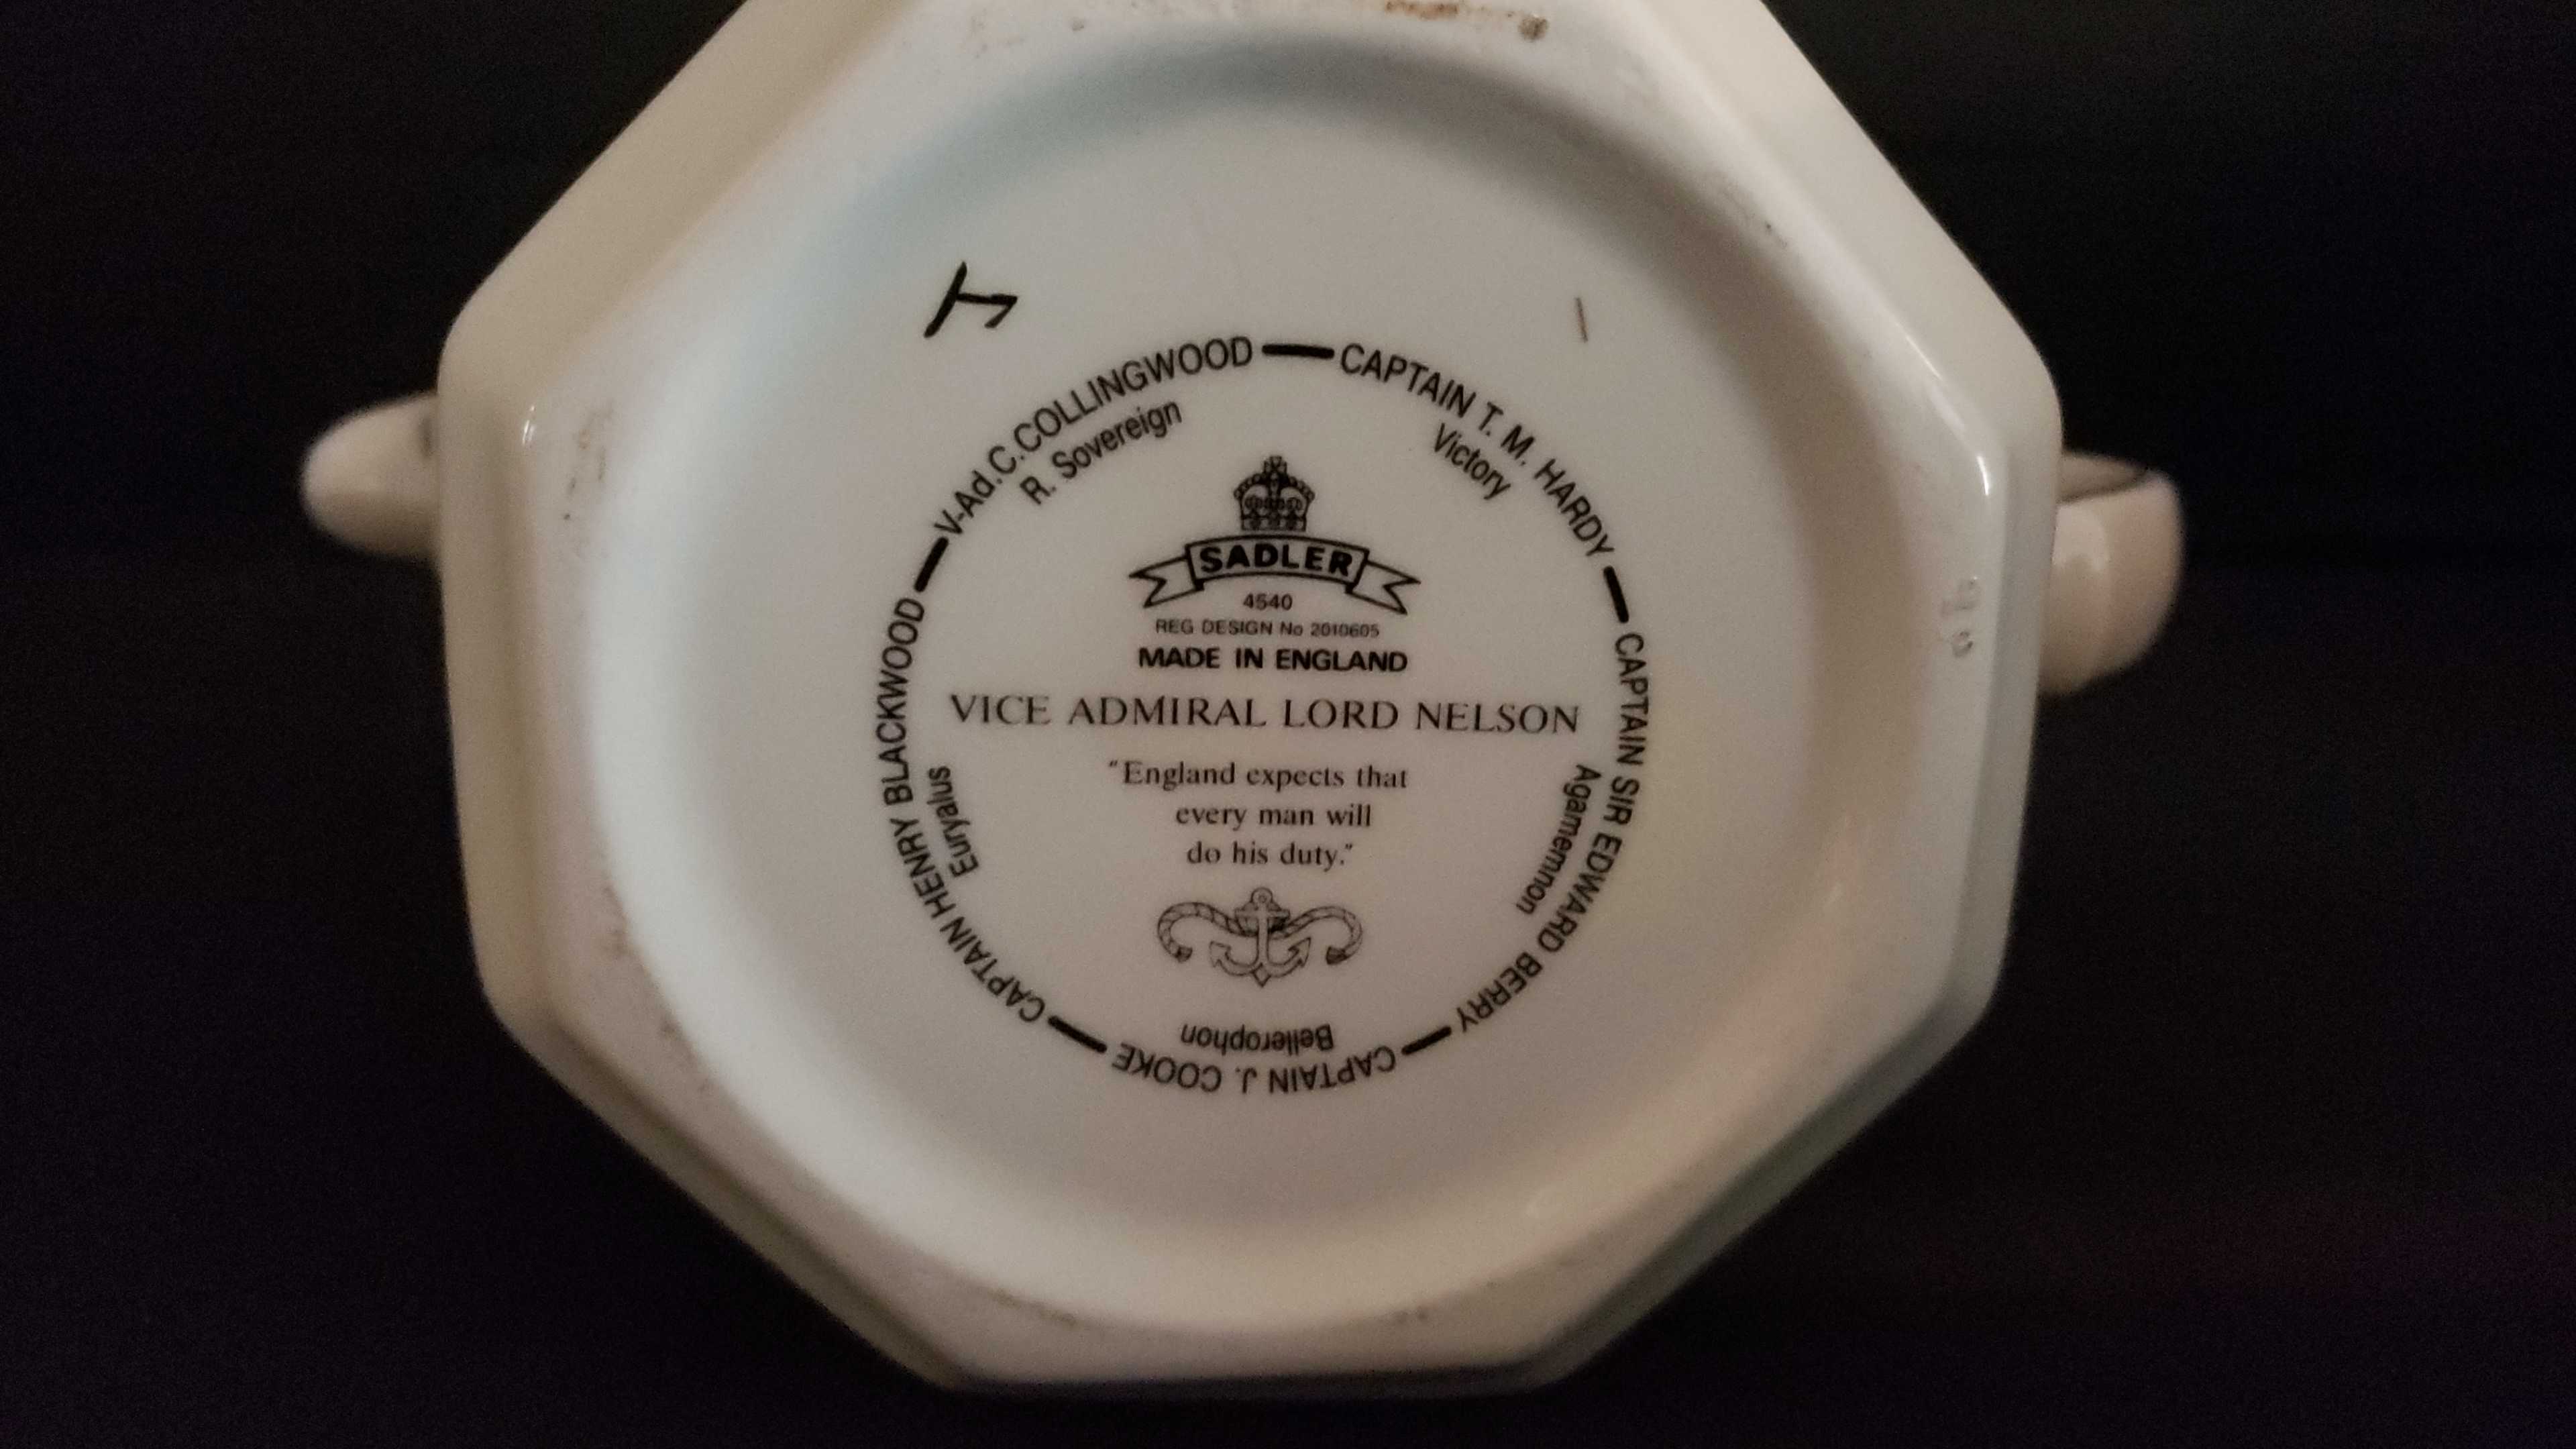 V-Ad.C.COLLINGWOOD
R. Sovereign
CAPTAIN T. M. HARDY
Victory
CAPTAIN SIR EDWARD BERRY
Agamemnon
CAPTAIN J. COOKE
Bellerophon
CAPTAIN HENRY BLACKWOOD
Euryalus
SADLER
4540
REG DESIGN No 2010605
MADE IN ENGLAND
VICE ADMIRAL LORD NELSON
"England expects that
every man will
do his duty."